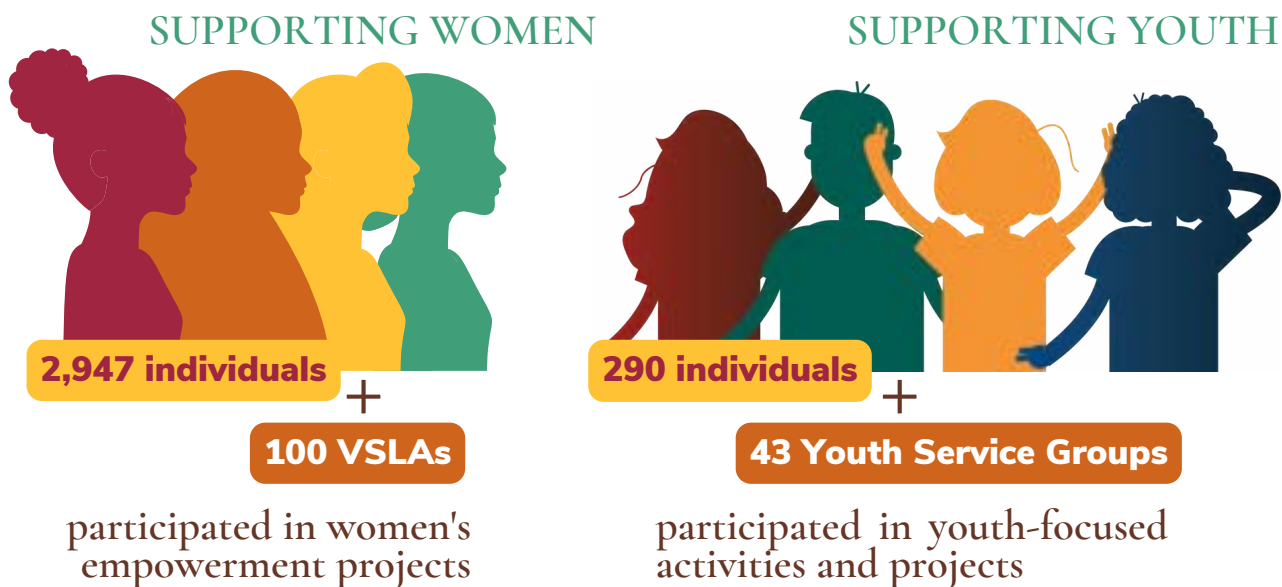 SUPPORTING WOMEN
2,947 individuals
+
100 VSLAs
participated in women's
empowerment projects
SUPPORTING YOUTH
290 individuals
+
43 Youth Service Groups
participated in youth-focused
activities and projects